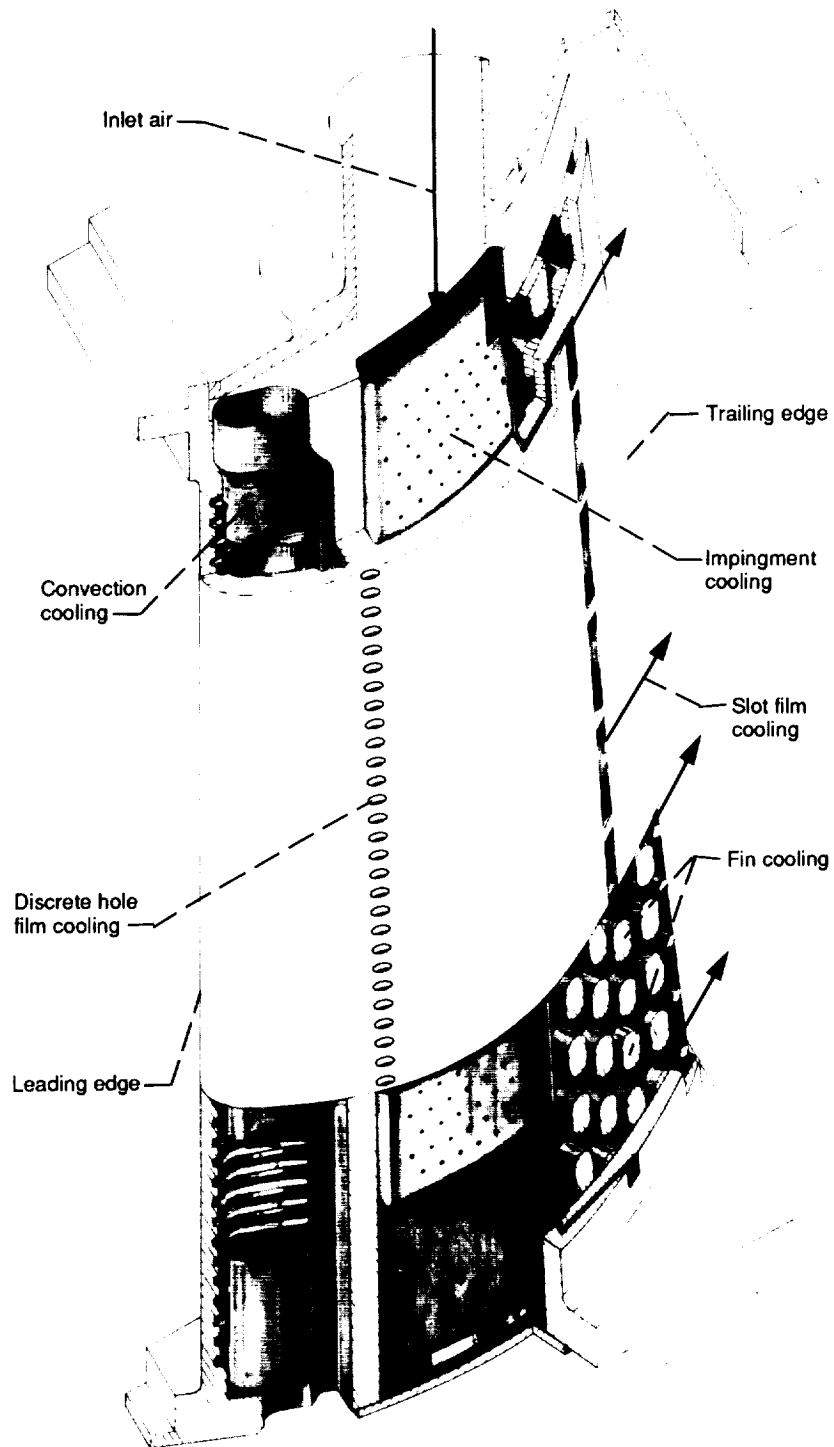 Inlet air
Trailing edge
Impingment
cooling
Convection
cooling
Slot film
cooling
Fin cooling
Discrete hole
film cooling
Leading edge